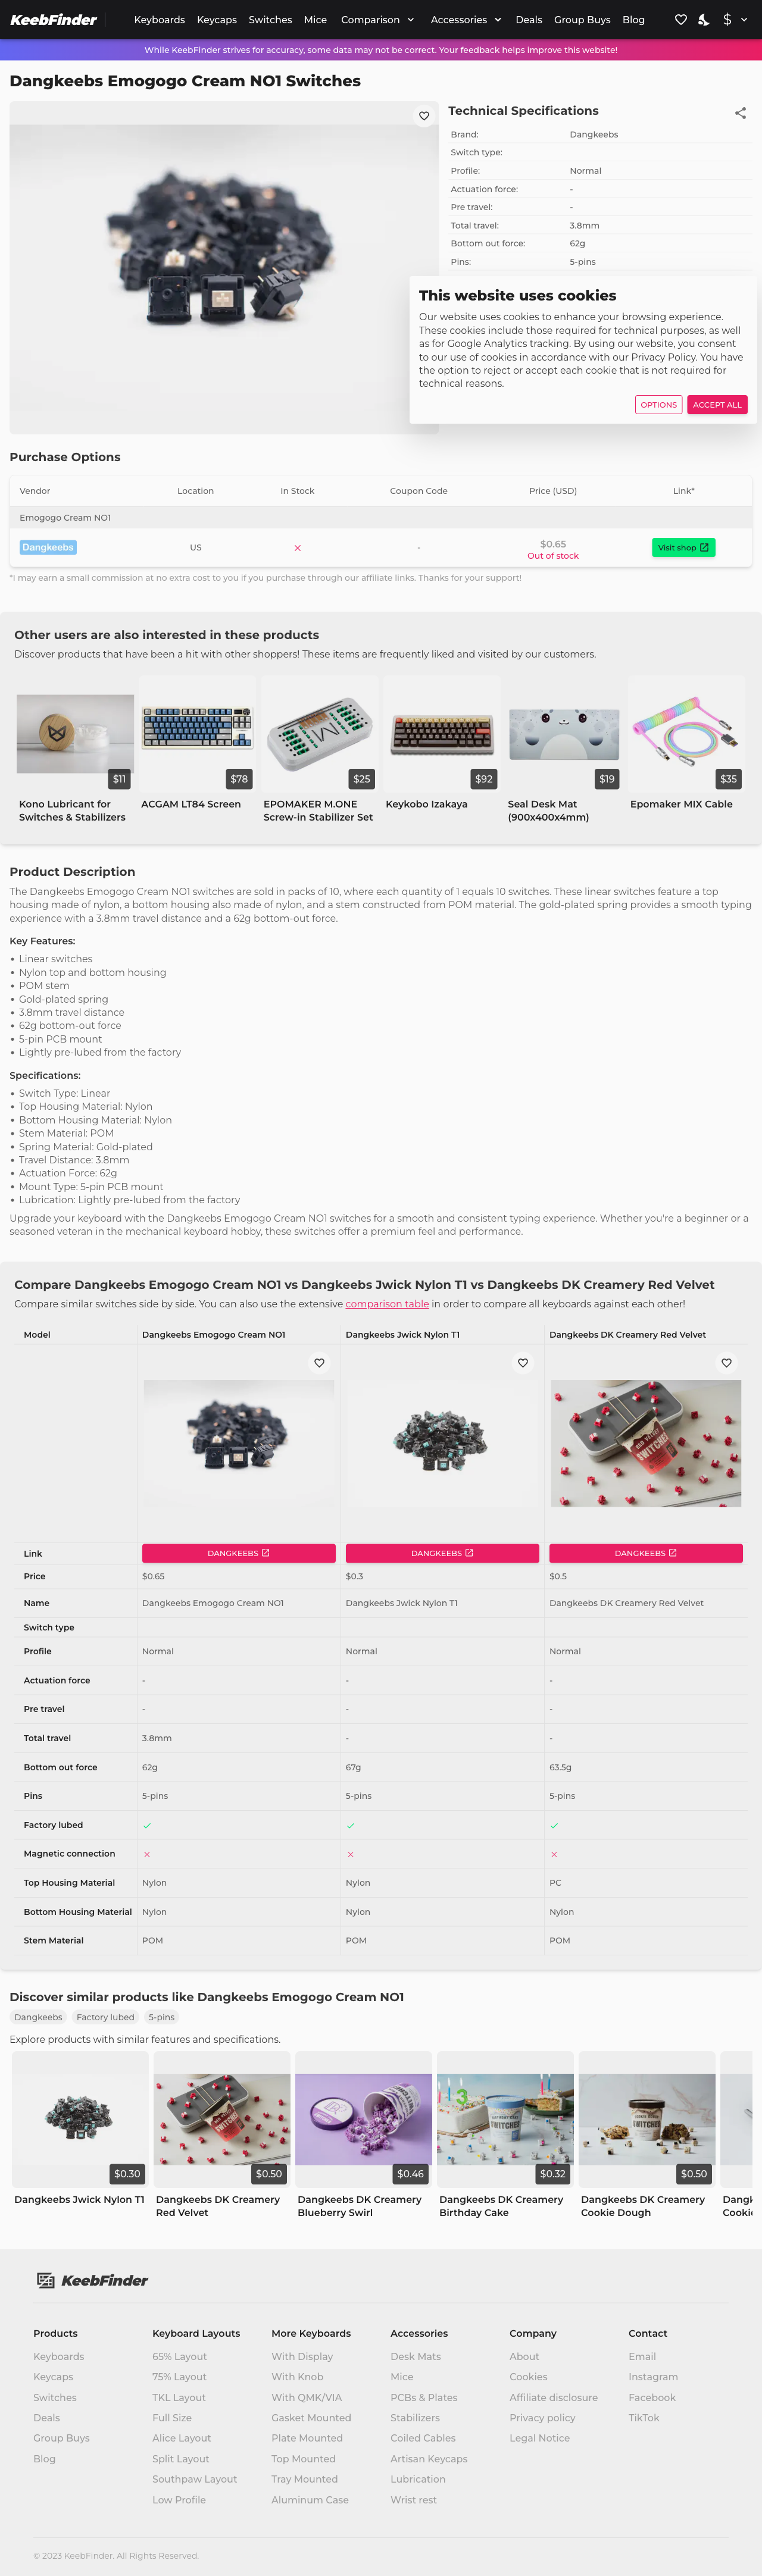 KeebFinder
Keyboards Keycaps Switches Mice Comparison Accessories Deals Group Buys Blog
While KeebFinder strives for accuracy, some data may not be correct. Your feedback helps improve this website!
Dangkeebs Emogogo Cream NO1 Switches
Technical Specifications
Brand: Dangkeebs
Switch type:
Profile: Normal
Actuation force: -
Pre travel: -
Total travel: 3.8mm
Bottom out force: 62g
Pins: 5-pins
This website uses cookies
Our website uses cookies to enhance your browsing experience.
These cookies include those required for technical purposes, as well
as for Google Analytics tracking. By using our website, you consent
to our use of cookies in accordance with our Privacy Policy. You have
the option to reject or accept each cookie that is not required for
technical reasons.
OPTIONS ACCEPT ALL
Purchase Options
Vendor Location In Stock Coupon Code Price (USD) Link*
Emogogo Cream NO1
Dangkeebs US - $0.65 Visit shop
Out of stock
*I may earn a small commission at no extra cost to you if you purchase through our affiliate links. Thanks for your support!
Other users are also interested in these products
Discover products that have been a hit with other shoppers! These items are frequently liked and visited by our customers.
$11 $78 $25 $92 $19 $35
Kono Lubricant for Switches & Stabilizers
ACGAM LT84 Screen
EPOMAKER M.ONE Screw-in Stabilizer Set
Keykobo Izakaya
Seal Desk Mat (900x400x4mm)
Epomaker MIX Cable
Product Description
The Dangkeebs Emogogo Cream NO1 switches are sold in packs of 10, where each quantity of 1 equals 10 switches. These linear switches feature a top
housing made of nylon, a bottom housing also made of nylon, and a stem constructed from POM material. The gold-plated spring provides a smooth typing
experience with a 3.8mm travel distance and a 62g bottom-out force.
Key Features:
• Linear switches
• Nylon top and bottom housing
• POM stem
• Gold-plated spring
• 3.8mm travel distance
• 62g bottom-out force
• 5-pin PCB mount
• Lightly pre-lubed from the factory
Specifications:
• Switch Type: Linear
• Top Housing Material: Nylon
• Bottom Housing Material: Nylon
• Stem Material: POM
• Spring Material: Gold-plated
• Travel Distance: 3.8mm
• Actuation Force: 62g
• Mount Type: 5-pin PCB mount
• Lubrication: Lightly pre-lubed from the factory
Upgrade your keyboard with the Dangkeebs Emogogo Cream NO1 switches for a smooth and consistent typing experience. Whether you're a beginner or a
seasoned veteran in the mechanical keyboard hobby, these switches offer a premium feel and performance.
Compare Dangkeebs Emogogo Cream NO1 vs Dangkeebs Jwick Nylon T1 vs Dangkeebs DK Creamery Red Velvet
Compare similar switches side by side. You can also use the extensive comparison table in order to compare all keyboards against each other!
Model Dangkeebs Emogogo Cream NO1 Dangkeebs Jwick Nylon T1 Dangkeebs DK Creamery Red Velvet
RED VELVET
SWITCHES
Link DANGKEEBS DANGKEEBS DANGKEEBS
Price $0.65 $0.3 $0.5
Name Dangkeebs Emogogo Cream NO1 Dangkeebs Jwick Nylon T1 Dangkeebs DK Creamery Red Velvet
Switch type
Profile Normal Normal Normal
Actuation force - - -
Pre travel - - -
Total travel 3.8mm - -
Bottom out force 62g 67g 63.5g
Pins 5-pins 5-pins 5-pins
Factory lubed
Magnetic connection
Top Housing Material Nylon Nylon PC
Bottom Housing Material Nylon Nylon Nylon
Stem Material POM POM POM
Discover similar products like Dangkeebs Emogogo Cream NO1
Dangkeebs Factory lubed 5-pins
Explore products with similar features and specifications.
$0.30 $0.50 $0.46 $0.32 $0.50
Dangkeebs Jwick Nylon T1
Dangkeebs DK Creamery Red Velvet
Dangkeebs DK Creamery Blueberry Swirl
Dangkeebs DK Creamery Birthday Cake
Dangkeebs DK Creamery Cookie Dough
KeebFinder
Products
Keyboards
Keycaps
Switches
Deals
Group Buys
Blog
Keyboard Layouts
65% Layout
75% Layout
TKL Layout
Full Size
Alice Layout
Split Layout
Southpaw Layout
Low Profile
More Keyboards
With Display
With Knob
With QMK/VIA
Gasket Mounted
Plate Mounted
Top Mounted
Tray Mounted
Aluminum Case
Accessories
Desk Mats
Mice
PCBs & Plates
Stabilizers
Coiled Cables
Artisan Keycaps
Lubrication
Wrist rest
Company
About
Cookies
Affiliate disclosure
Privacy policy
Legal Notice
Contact
Email
Instagram
Facebook
TikTok
© 2023 KeebFinder. All Rights Reserved.